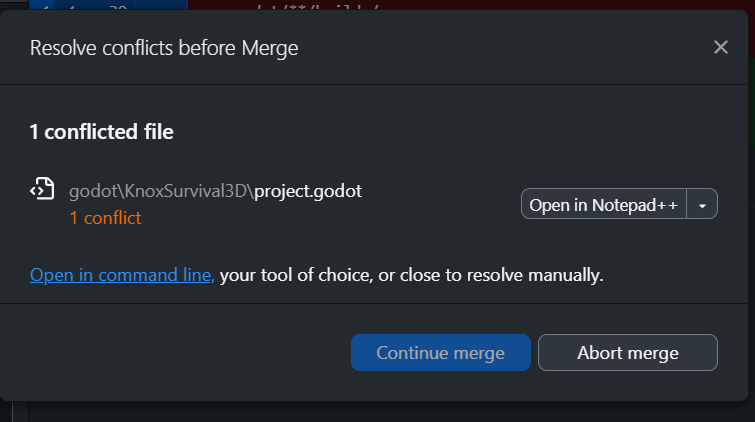 Resolve conflicts before Merge
1 conflicted file
godot\KnoxSurvival3D\project.godot
1 conflict
Open in Notepad++
Open in command line, your tool of choice, or close to resolve manually.
Continue merge
Abort merge